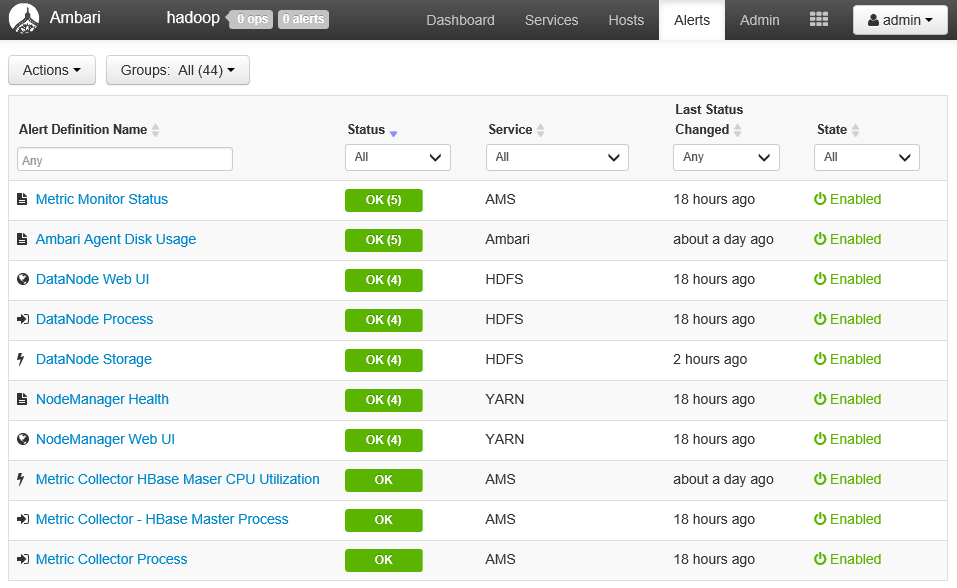 Ambari hadoop 0 ops 0 alerts Dashboard Services Hosts Alerts Admin admin
Actions Groups: All (44)
Alert Definition Name Status Service Last Status Changed State
Any All All Any All
Metric Monitor Status OK (5) AMS 18 hours ago Enabled
Ambari Agent Disk Usage OK (5) Ambari about a day ago Enabled
DataNode Web UI OK (4) HDFS 18 hours ago Enabled
DataNode Process OK (4) HDFS 18 hours ago Enabled
DataNode Storage OK (4) HDFS 2 hours ago Enabled
NodeManager Health OK (4) YARN 18 hours ago Enabled
NodeManager Web UI OK (4) YARN 18 hours ago Enabled
Metric Collector HBase Maser CPU Utilization OK AMS about a day ago Enabled
Metric Collector - HBase Master Process OK AMS 18 hours ago Enabled
Metric Collector Process OK AMS 18 hours ago Enabled